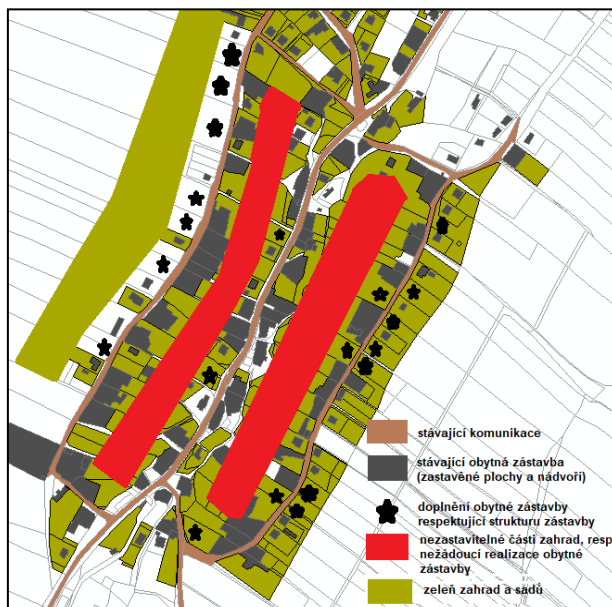 stávající komunikace
stávající obytná zástavba
(zastavěné plochy a nádvoří)
doplnění obytné zástavby
respektující strukturu zástavby
nezastavitelné částí zahrad, resp
nežádoucí realizace obytné
zástavby
zeleň zahrad a sadů